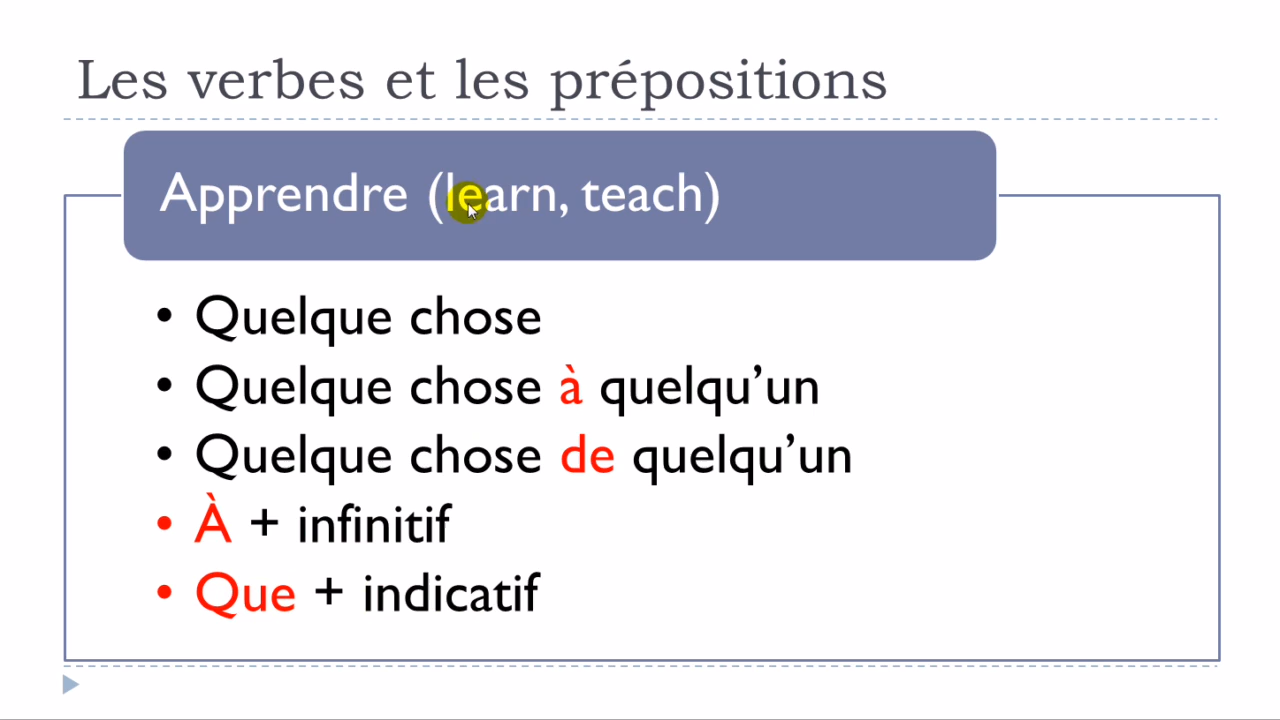 Les verbes et les prépositions
Apprendre (learn, teach)
• Quelque chose
• Quelque chose à quelqu’un
• Quelque chose de quelqu’un
• À + infinitif
• Que + indicatif